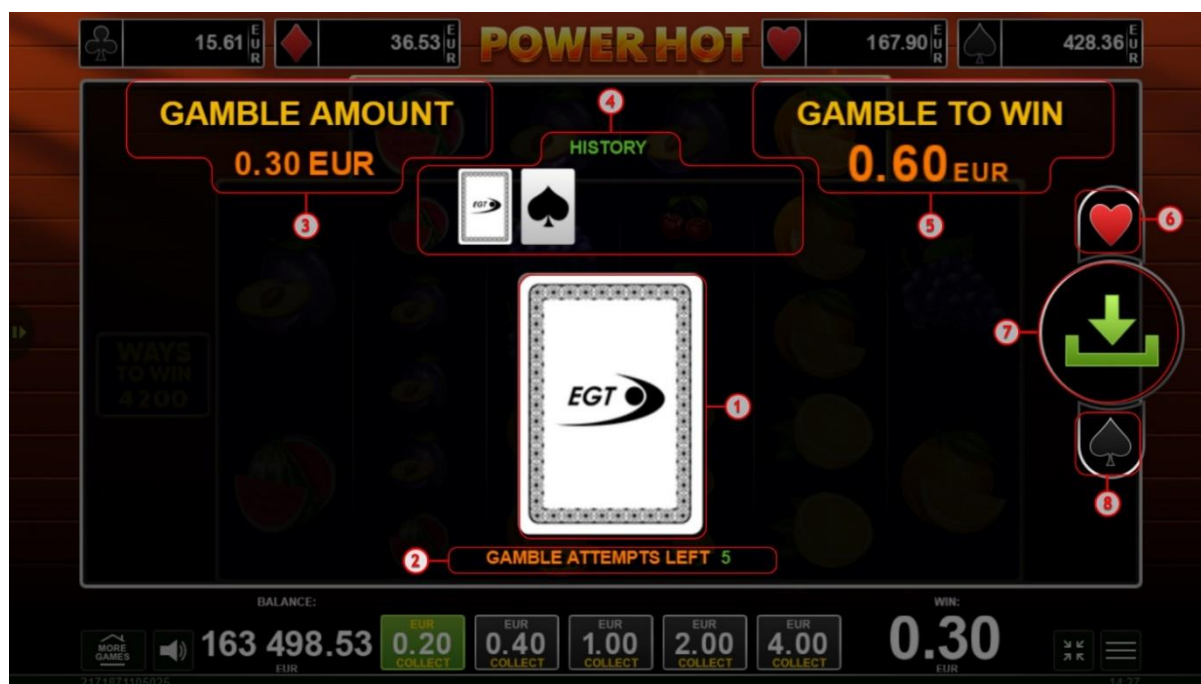 15.61 EUR
36.53 EUR
POWER HOT
167.90 EUR
428.36 EUR
GAMBLE AMOUNT
0.30 EUR
4
HISTORY
GAMBLE TO WIN
0.60 EUR
EGT
3
5
6
7
WAYS
TO WIN
4200
EGT
1
8
2
GAMBLE ATTEMPTS LEFT 5
BALANCE:
WIN:
MORE
GAMES
163 498.53
EUR
EUR
0.20
COLLECT
EUR
0.40
COLLECT
EUR
1.00
COLLECT
EUR
2.00
COLLECT
EUR
4.00
COLLECT
0.30
EUR
14:27